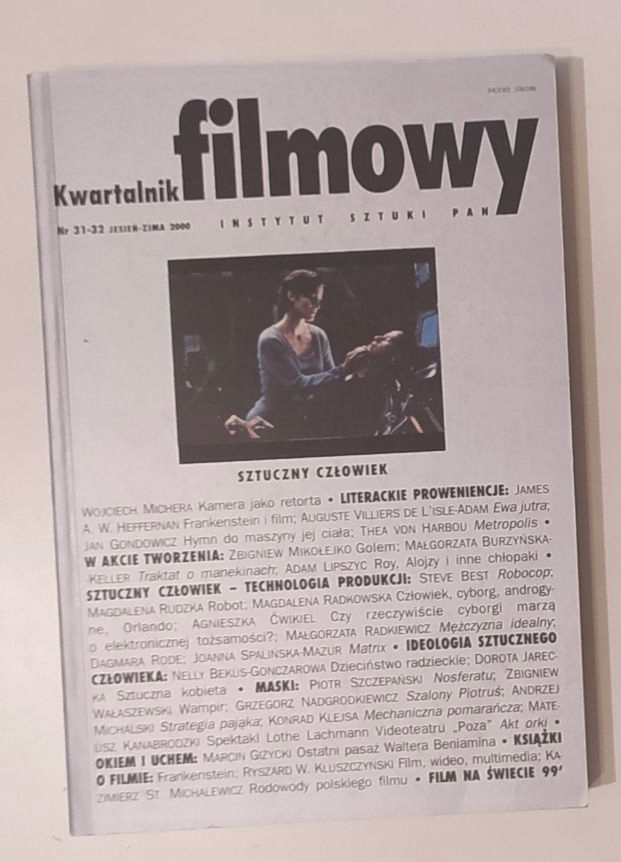 INDEKS 336246
Kwartalnik filmowy
Nr 31-32 JESIEŃ-ZIMA 2000 INSTYTUT SZTUKI PAN
SZTUCZNY CZŁOWIEK
WOJCIECH MICHERA Kamera jako retorta • LITERACKIE PROWENIENCJE: JAMES
A. W. HEFFERNAN Frankenstein i film; AUGUSTE VILLIERS DE L'ISLE-ADAM Ewa jutra;
JAN GONDOWICZ Hymn do maszyny jej ciała; THEA VON HARBOU Metropolis •
W AKCIE TWORZENIA: ZBIGNIEW MIKOŁEJKO Golem; MAŁGORZATA BURZYŃSKA-
-KELLER Traktat o manekinach; ADAM LIPSZYC Roy, Alojzy i inne chłopaki •
SZTUCZNY CZŁOWIEK – TECHNOLOGIA PRODUKCJI: STEVE BEST Robocop;
MAGDALENA RUDZKA Robot; MAGDALENA RADKOWSKA Człowiek, cyborg, androgy-
ne, Orlando; AGNIESZKA ĆWIKIEL Czy rzeczywiście cyborgi marzą
o elektronicznej tożsamości?; MAŁGORZATA RADKIEWICZ Mężczyzna idealny;
DAGMARA RODE; JOANNA SPALIŃSKA-MAZUR Matrix • IDEOLOGIA SZTUCZNEGO
CZŁOWIEKA: NELLY BEKUS-GONCZAROWA Dzieciństwo radzieckie; DOROTA JAREC-
KA Sztuczna kobieta • MASKI: PIOTR SZCZEPAŃSKI Nosferatu; ZBIGNIEW
WAŁASZEWSKI Wampir; GRZEGORZ NADGRODKIEWICZ Szalony Piotruś; ANDRZEJ
MICHALSKI Strategia pająka; KONRAD KLEJSA Mechaniczna pomarańcza; MATE-
USZ KANABRODZKI Spektakl Lothe Lachmann Videoteatru „Poza" Akt orki •
OKIEM I UCHEM: MARCIN GIŻYCKI Ostatni pasaż Waltera Beniamina • KSIĄŻKI
O FILMIE: Frankenstein; RYSZARD W. KLUSZCZYŃSKI Film, wideo, multimedia; KA-
ZIMIERZ ST. MICHALEWICZ Rodowody polskiego filmu • FILM NA ŚWIECIE 99'